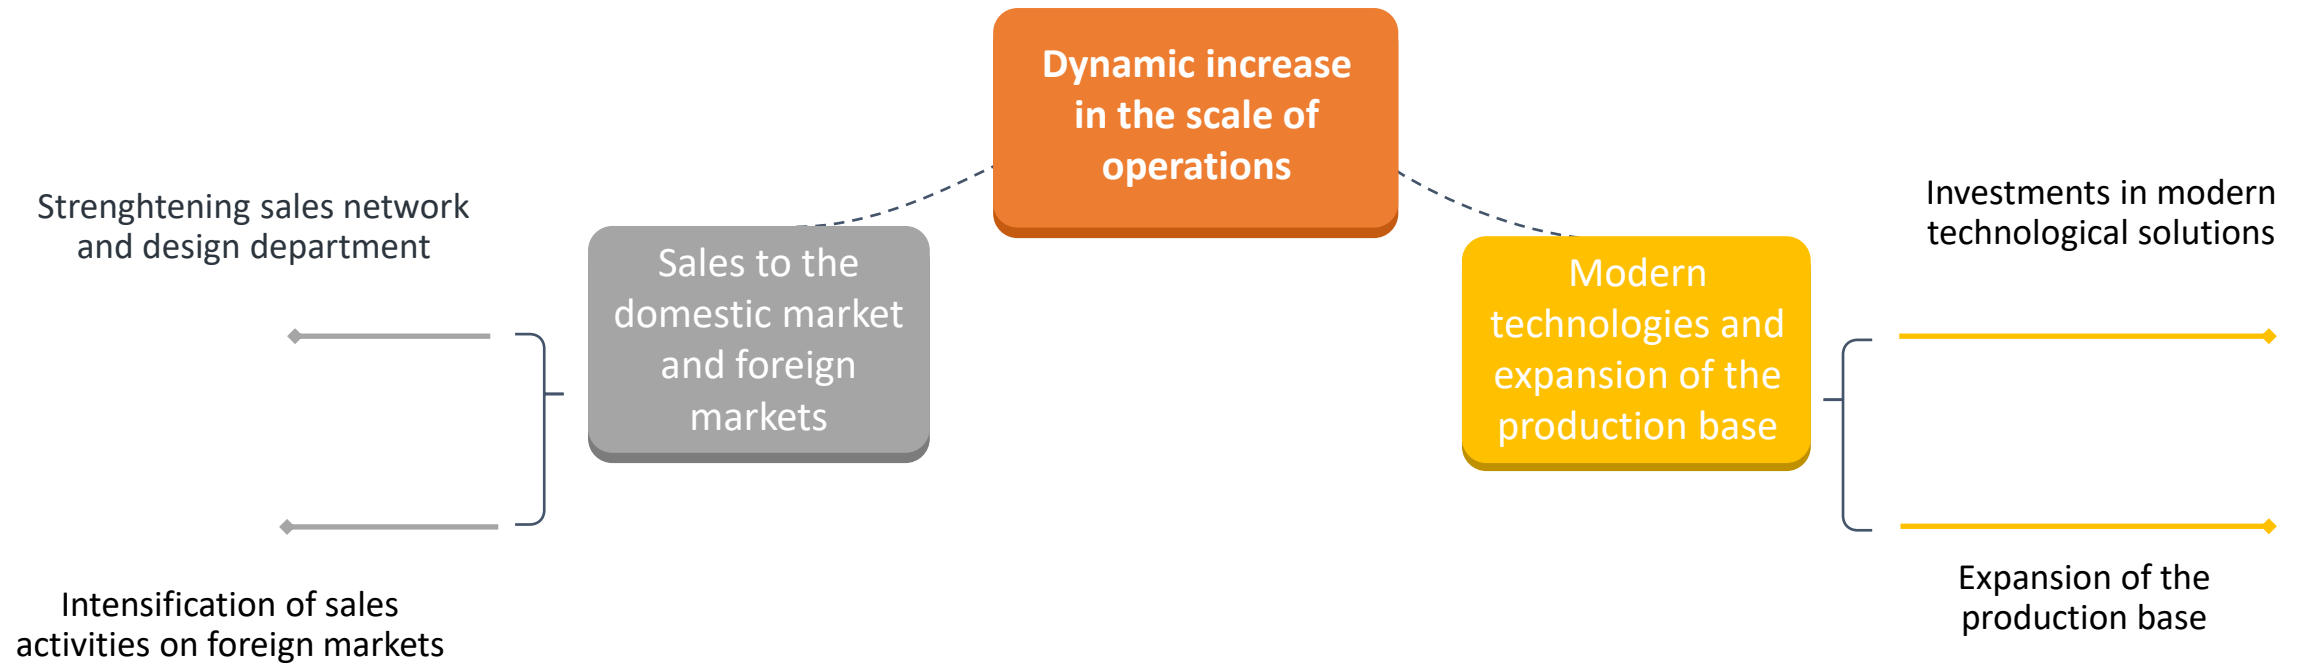 Dynamic increase
in the scale of
operations
Strenghtening sales network
and design department
Sales to the
domestic market
and foreign
markets
Intensification of sales
activities on foreign markets
Modern
technologies and
expansion of the
production base
Investments in modern
technological solutions
Expansion of the
production base